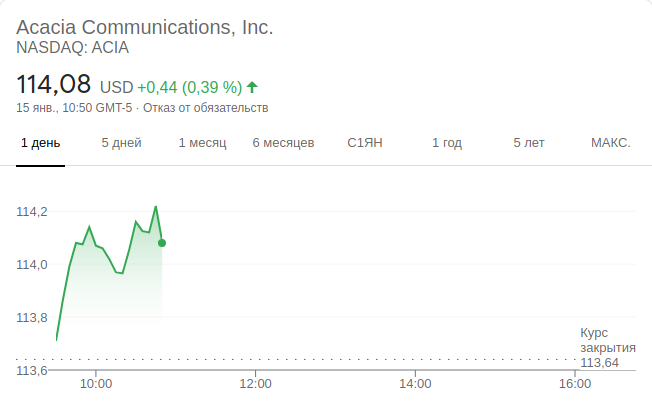 Acacia Communications, Inc.
NASDAQ: ACIA
114,08 USD +0,44 (0,39 %)
15 янв., 10:50 GMT-5 · Отказ от обязательств
1 день 5 дней 1 месяц 6 месяцев С1ЯН 1 год 5 лет МАКС.
114,2
114,0
113,8
Курс
закрытия
113,64
113,6
10:00 12:00 14:00 16:00